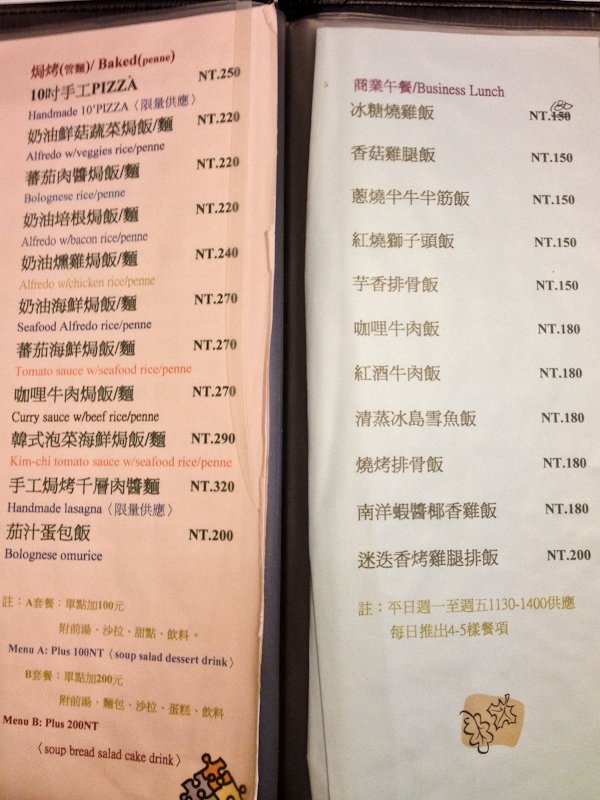 焗烤(管麵)/ Baked(penne)
10吋手工PIZZA NT.250
Handmade 10"PIZZA〈限量供應〉
奶油鮮菇蔬菜焗飯/麵 NT.220
Alfredo w/veggies rice/penne
蕃茄肉醬焗飯/麵 NT.220
Bolognese rice/penne
奶油培根焗飯/麵 NT.220
Alfredo w/bacon rice/penne
奶油燻雞焗飯/麵 NT.240
Alfredo w/chicken rice/penne
奶油海鮮焗飯/麵 NT.270
Seafood Alfredo rice/penne
蕃茄海鮮焗飯/麵 NT.270
Tomato sauce w/seafood rice/penne
咖哩牛肉焗飯/麵 NT.270
Curry sauce w/beef rice/penne
韓式泡菜海鮮焗飯/麵 NT.290
Kim-chi tomato sauce w/seafood rice/penne
手工焗烤千層肉醬麵 NT.320
Handmade lasagna〈限量供應〉
茄汁蛋包飯 NT.200
Bolognese omurice
註：A套餐：單點加100元
附前湯、沙拉、甜點、飲料。
Menu A: Plus 100NT〈soup salad dessert drink〉
B套餐：單點加200元
附前湯、麵包、沙拉、蛋糕、飲料
Menu B: Plus 200NT
〈soup bread salad cake drink〉
商業午餐/Business Lunch
冰糖燒雞飯 NT.150 180
香菇雞腿飯 NT.150
蔥燒半牛半筋飯 NT.150
紅燒獅子頭飯 NT.150
芋香排骨飯 NT.150
咖哩牛肉飯 NT.180
紅酒牛肉飯 NT.180
清蒸冰島雪魚飯 NT.180
燒烤排骨飯 NT.180
南洋蝦醬椰香雞飯 NT.180
迷迭香烤雞腿排飯 NT.200
註：平日週一至週五1130-1400供應
每日推出4-5樣餐項